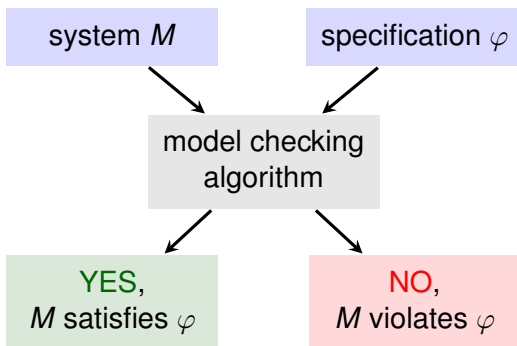 system M
specification φ
model checking
algorithm
YES,
M satisfies φ
NO,
M violates φ